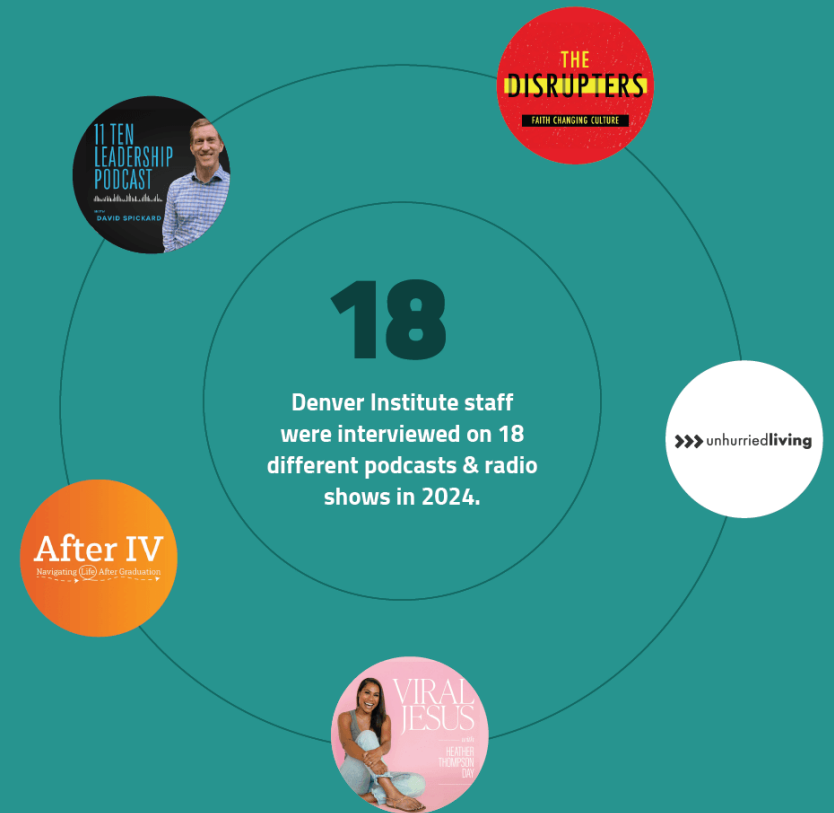 THE
DISRUPTERS
FAITH CHANGING CULTURE
11 TEN
LEADERSHIP
PODCAST
WITH
DAVID SPICKARD
18
Denver Institute staff
were interviewed on 18
different podcasts & radio
shows in 2024.
unhurriedliving
After IV
Navigating Life After Graduation
VIRAL
JESUS
with
HEATHER
THOMPSON
DAY